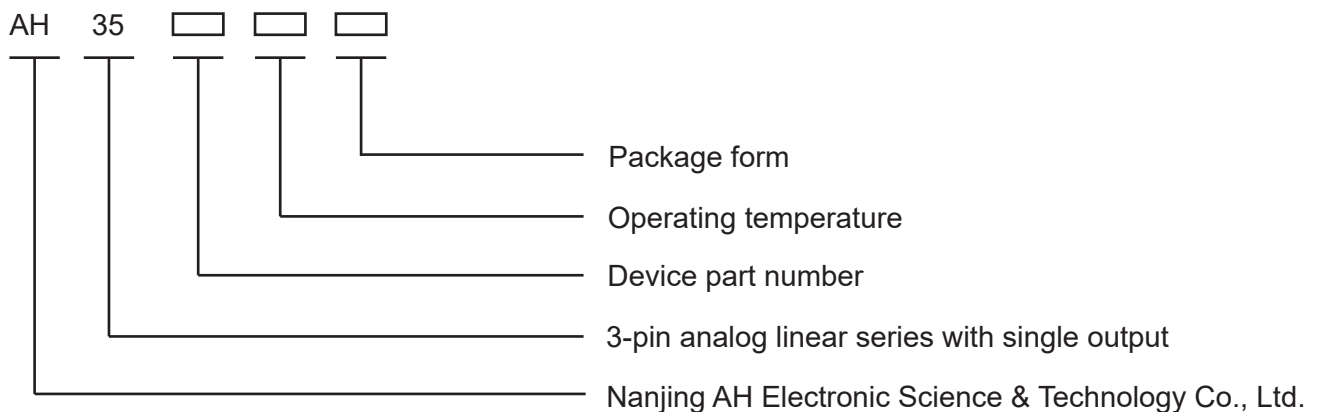 AH 35
Package form
Operating temperature
Device part number
3-pin analog linear series with single output
Nanjing AH Electronic Science & Technology Co., Ltd.